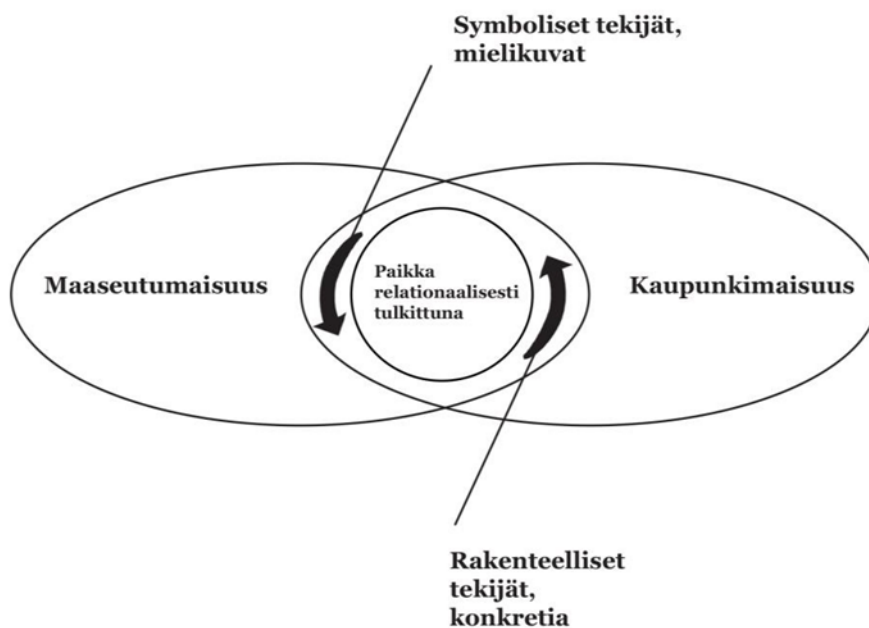 Symboliset tekijät,
mielikuvat
Maaseutumaisuus
Paikka
relationaalisesti
tulkittuna
Kaupunkimaisuus
Rakenteelliset
tekijät,
konkretia